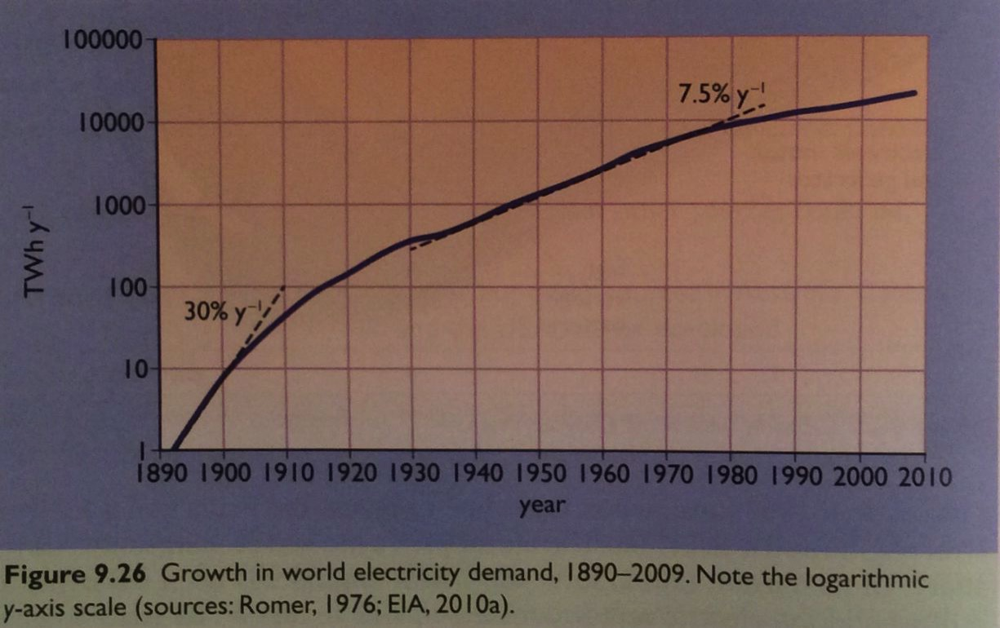 100000
10000
1000
100
10
1
TWh y⁻¹
7.5% y⁻¹
30% y⁻¹
1890 1900 1910 1920 1930 1940 1950 1960 1970 1980 1990 2000 2010
year
Figure 9.26 Growth in world electricity demand, 1890–2009. Note the logarithmic
y-axis scale (sources: Romer, 1976; EIA, 2010a).